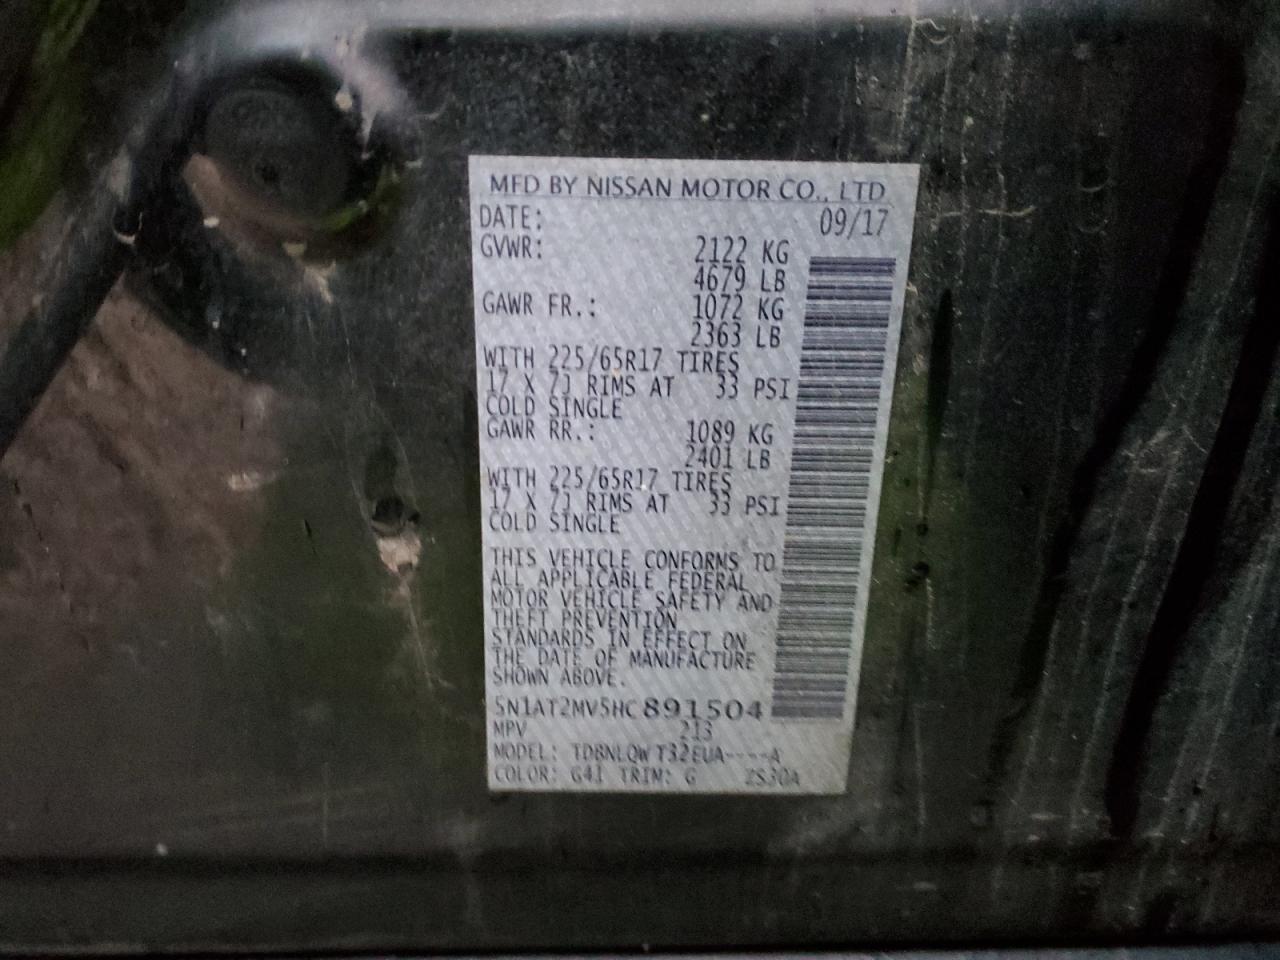 MFD BY NISSAN MOTOR CO., LTD
DATE: 09/17
GVWR: 2122 KG
4679 LB
GAWR FR.: 1072 KG
2363 LB
WITH 225/65R17 TIRES
17 X 7J RIMS AT 33 PSI
COLD SINGLE
GAWR RR.: 1089 KG
2401 LB
WITH 225/65R17 TIRES
17 X 7J RIMS AT 33 PSI
COLD SINGLE
THIS VEHICLE CONFORMS TO
ALL APPLICABLE FEDERAL
MOTOR VEHICLE SAFETY AND
THEFT PREVENTION
STANDARDS IN EFFECT ON
THE DATE OF MANUFACTURE
SHOWN ABOVE.
5N1AT2MV5HC891504
MPV 213
MODEL: TDBNLQWT32EUA----A
COLOR: G41 TRIM: G 2S30A